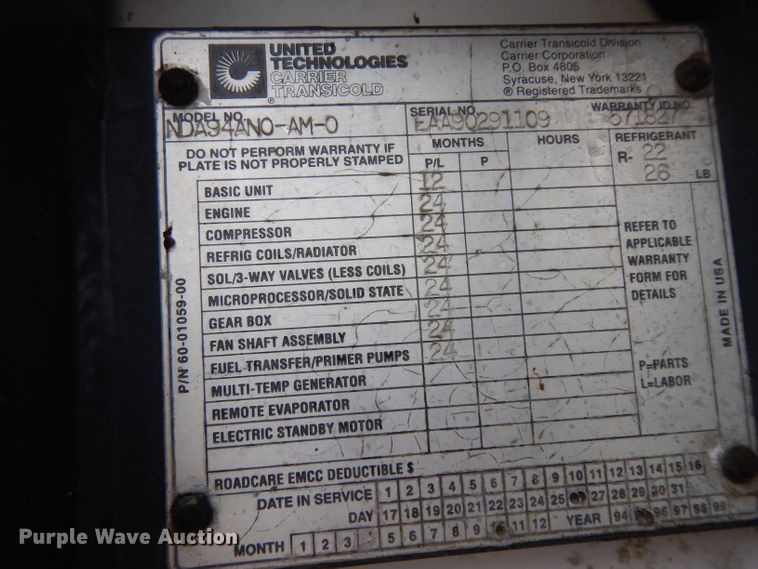 UNITED
TECHNOLOGIES
CARRIER
TRANSICOLD
Carrier Transicold Division
Carrier Corporation
P.O. Box 4805
Syracuse, New York 13221
® Registered Trademarks
MODEL NO. SERIAL NO. WARRANTY ID NO.
NDA94AN0-AM-0 EAA90291109 671827
DO NOT PERFORM WARRANTY IF
PLATE IS NOT PROPERLY STAMPED
MONTHS HOURS REFRIGERANT
P/L P R- 22
26 LB
BASIC UNIT 12
ENGINE 24
COMPRESSOR 24
REFRIG COILS/RADIATOR 24
SOL/3-WAY VALVES (LESS COILS) 24
MICROPROCESSOR/SOLID STATE 24
GEAR BOX 24
FAN SHAFT ASSEMBLY 24
FUEL TRANSFER/PRIMER PUMPS 24
MULTI-TEMP GENERATOR
REMOTE EVAPORATOR
ELECTRIC STANDBY MOTOR
REFER TO
APPLICABLE
WARRANTY
FORM FOR
DETAILS
P=PARTS
L=LABOR
P/N 60-01059-00
MADE IN USA
ROADCARE EMCC DEDUCTIBLE $
DATE IN SERVICE 1 2 3 4 5 6 7 8 9 10 11 12 13 14 15 16
DAY 17 18 19 20 21 22 23 24 25 27 28 29 30 31
MONTH 1 2 3 5 6 7 8 9 11 12 YEAR 94 96 97 98 99
Purple Wave Auction